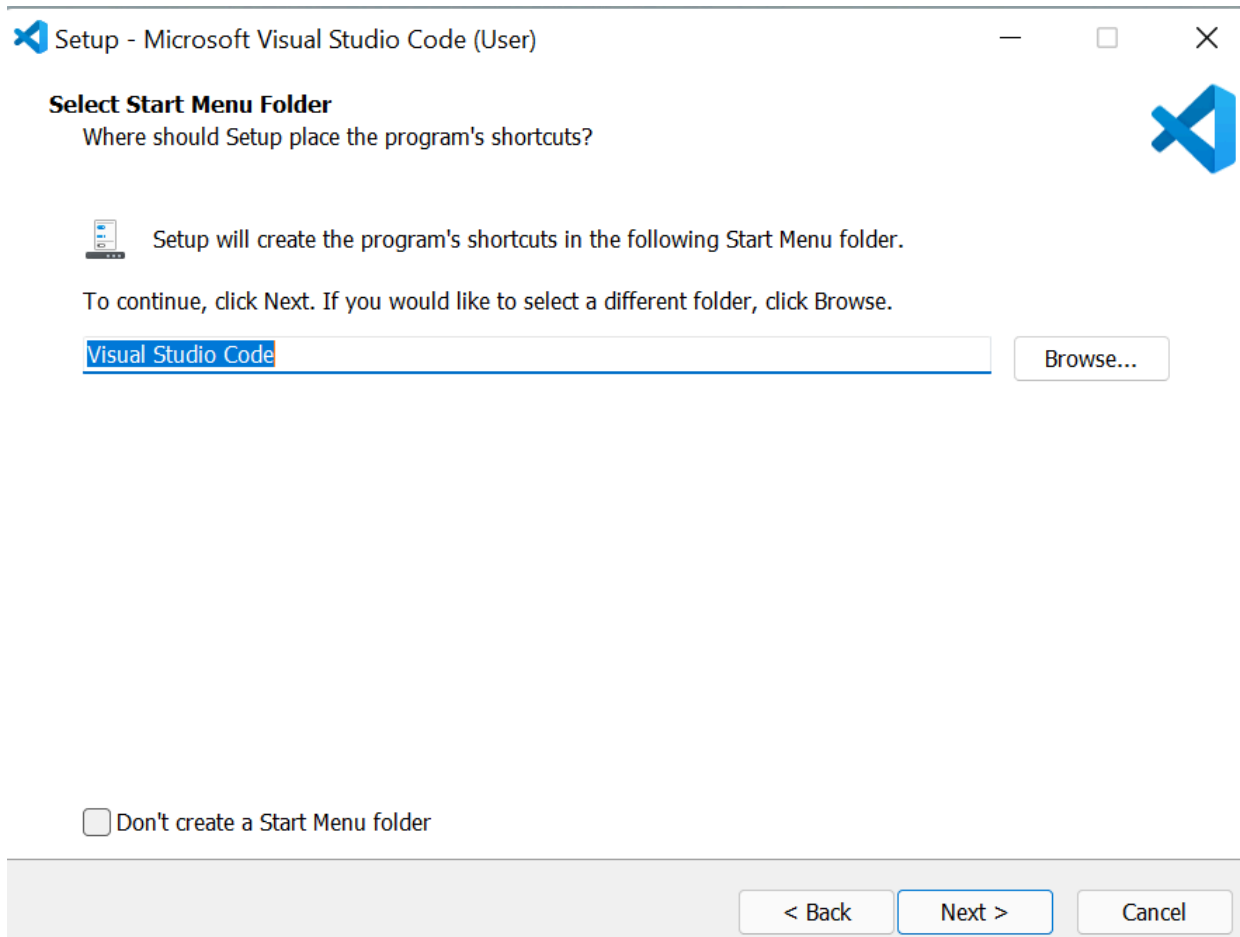 Setup - Microsoft Visual Studio Code (User)
Select Start Menu Folder
Where should Setup place the program's shortcuts?
Setup will create the program's shortcuts in the following Start Menu folder.
To continue, click Next. If you would like to select a different folder, click Browse.
Visual Studio Code
Browse...
Don't create a Start Menu folder
< Back
Next >
Cancel